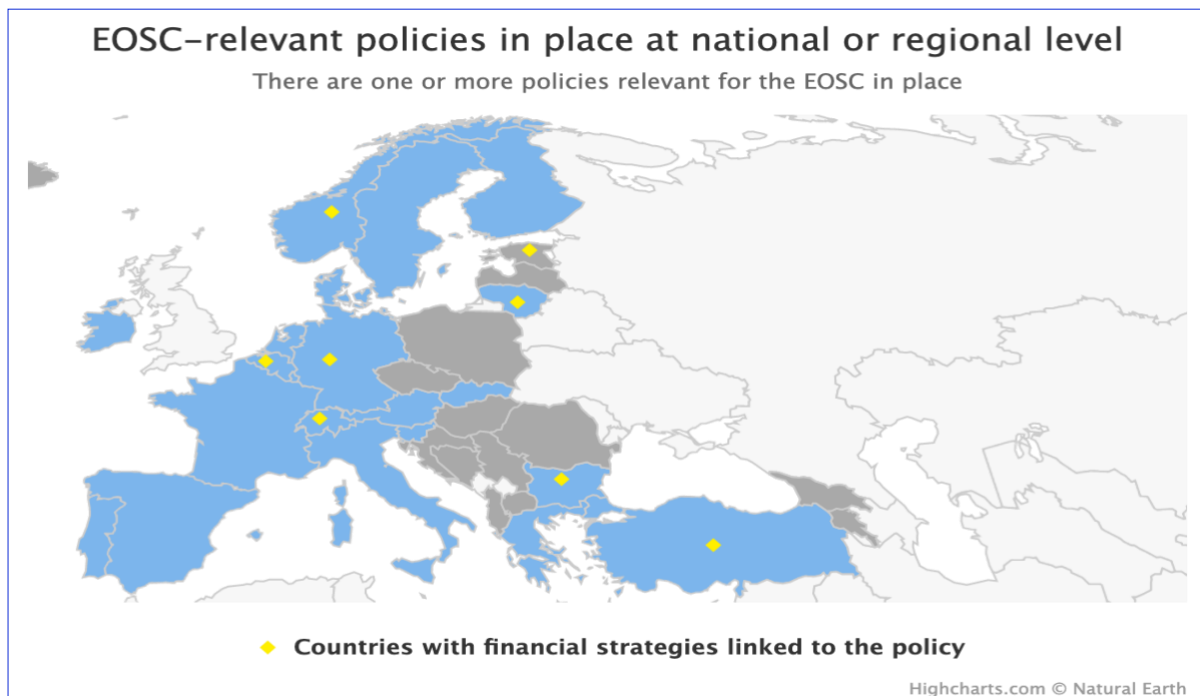 EOSC-relevant policies in place at national or regional level
There are one or more policies relevant for the EOSC in place
Countries with financial strategies linked to the policy
Highcharts.com © Natural Earth